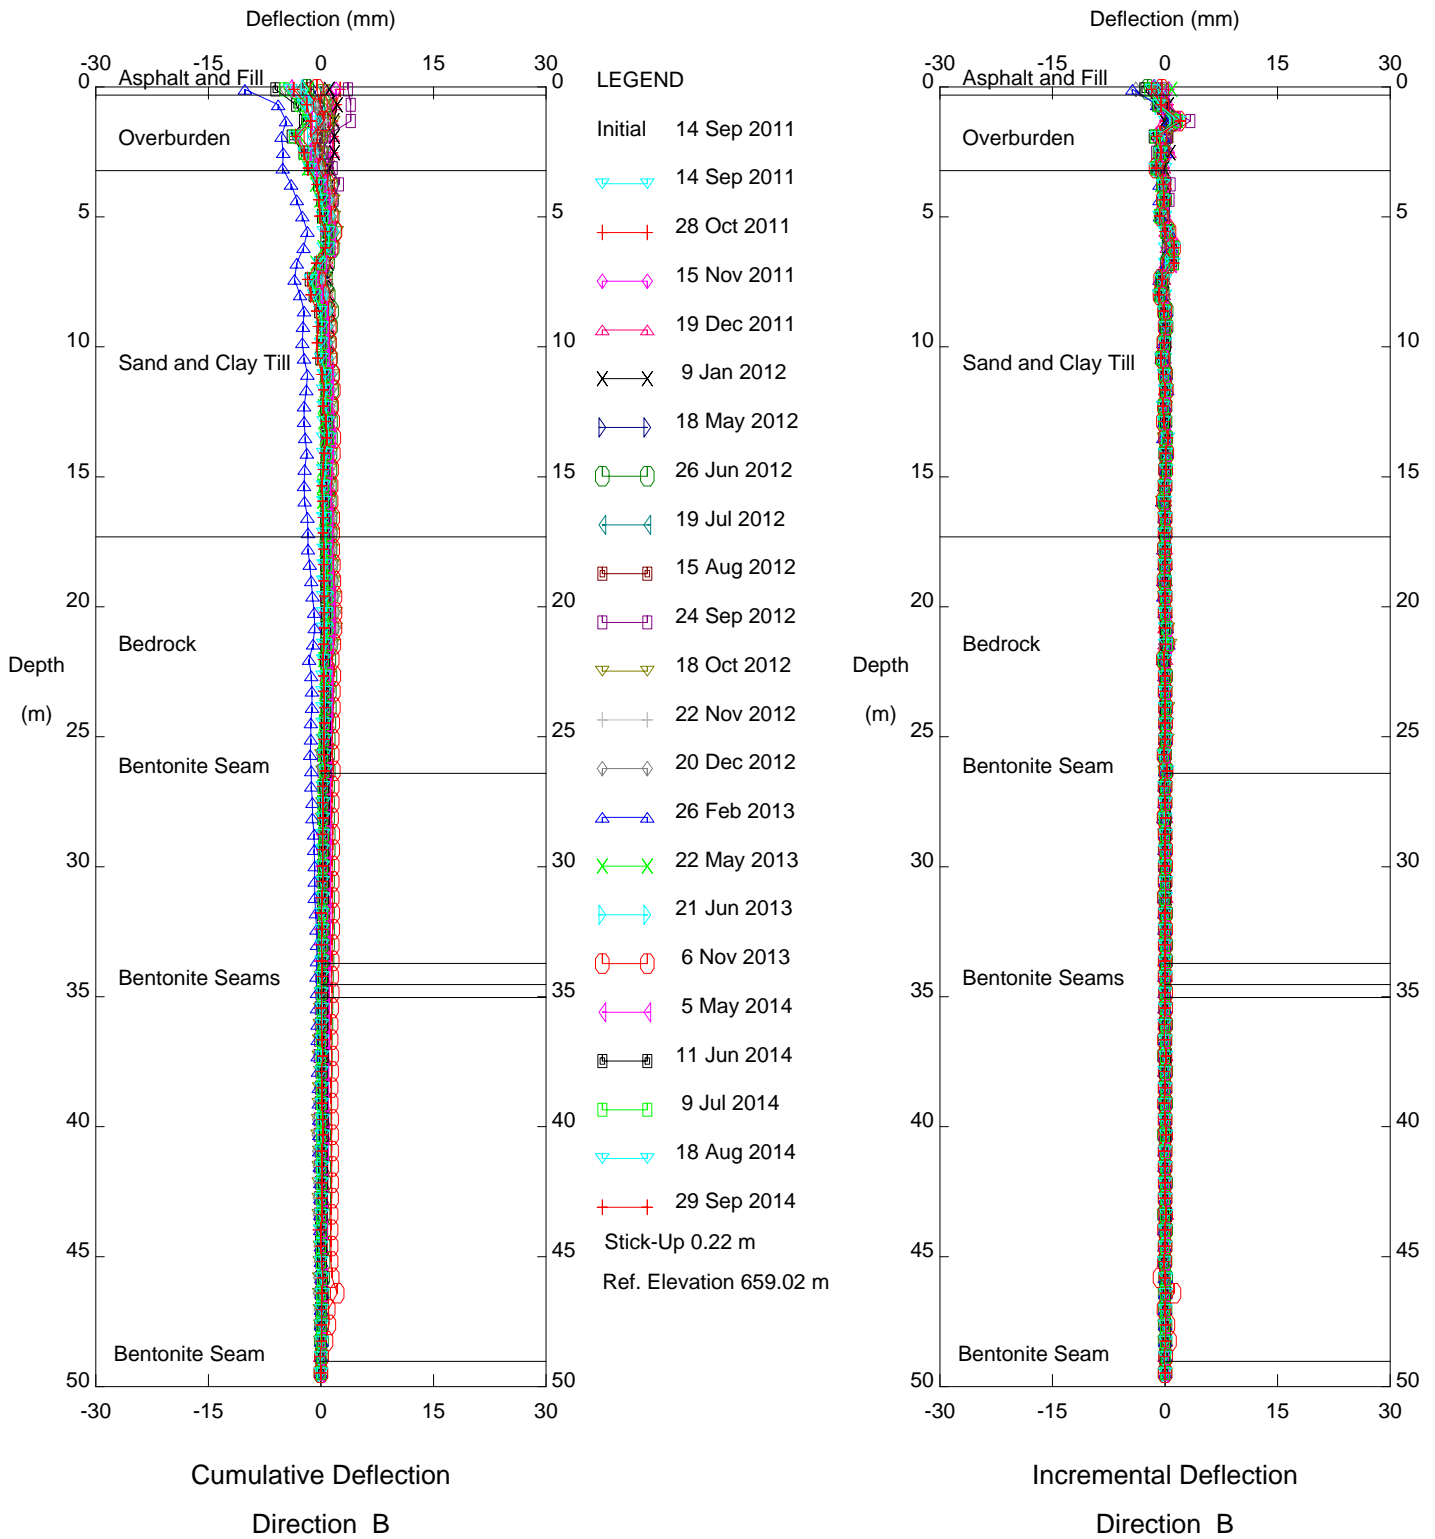 Deflection (mm)
-30 -15 0 15 30
0 0
5 5
10 10
15 15
20 20
25 25
30 30
35 35
40 40
45 45
50 50
-30 -15 0 15 30
Asphalt and Fill
Overburden
Sand and Clay Till
Bedrock
Depth
(m)
Bentonite Seam
Bentonite Seams
Bentonite Seam
Cumulative Deflection
Direction B
LEGEND
Initial 14 Sep 2011
14 Sep 2011
28 Oct 2011
15 Nov 2011
19 Dec 2011
9 Jan 2012
18 May 2012
26 Jun 2012
19 Jul 2012
15 Aug 2012
24 Sep 2012
18 Oct 2012
22 Nov 2012
20 Dec 2012
26 Feb 2013
22 May 2013
21 Jun 2013
6 Nov 2013
5 May 2014
11 Jun 2014
9 Jul 2014
18 Aug 2014
29 Sep 2014
Stick-Up 0.22 m
Ref. Elevation 659.02 m
Deflection (mm)
-30 -15 0 15 30
0 0
5 5
10 10
15 15
20 20
25 25
30 30
35 35
40 40
45 45
50 50
-30 -15 0 15 30
Asphalt and Fill
Overburden
Sand and Clay Till
Bedrock
Depth
(m)
Bentonite Seam
Bentonite Seams
Bentonite Seam
Incremental Deflection
Direction B